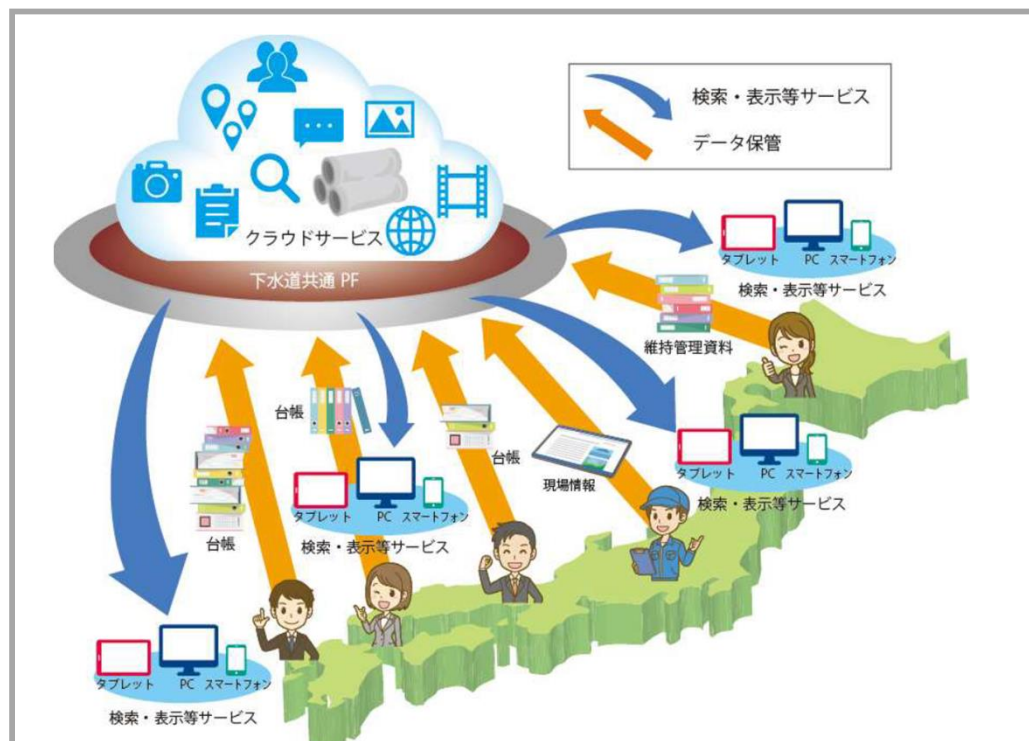 検索・表示等サービス
データ保管
クラウドサービス
下水道共通 PF
タブレット PC スマートフォン
検索・表示等サービス
維持管理資料
台帳
台帳
タブレット PC スマートフォン
検索・表示等サービス
現場情報
タブレット PC スマートフォン
検索・表示等サービス
台帳
タブレット PC スマートフォン
検索・表示等サービス